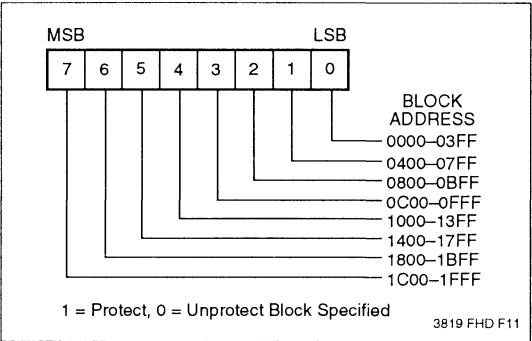 MSB LSB
7 6 5 4 3 2 1 0
BLOCK
ADDRESS
0000–03FF
0400–07FF
0800–0BFF
0C00–0FFF
1000–13FF
1400–17FF
1800–1BFF
1C00–1FFF
1 = Protect, 0 = Unprotect Block Specified
3819 FHD F11